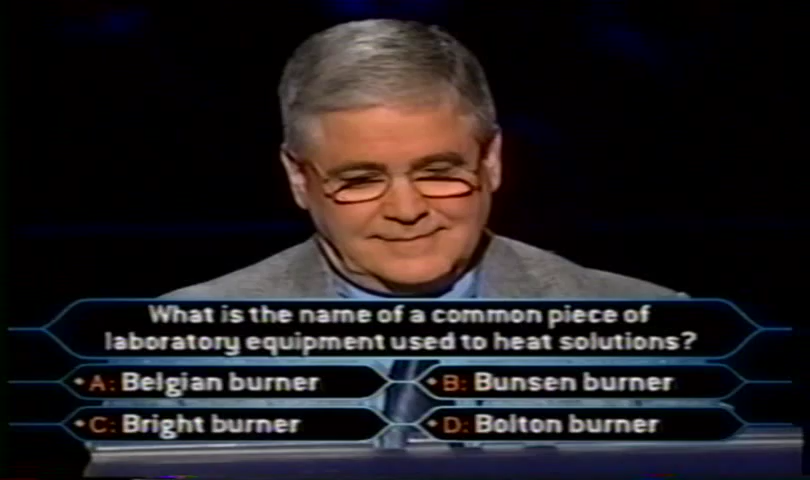 What is the name of a common piece of
laboratory equipment used to heat solutions?
A: Belgian burner
B: Bunsen burner
C: Bright burner
D: Bolton burner